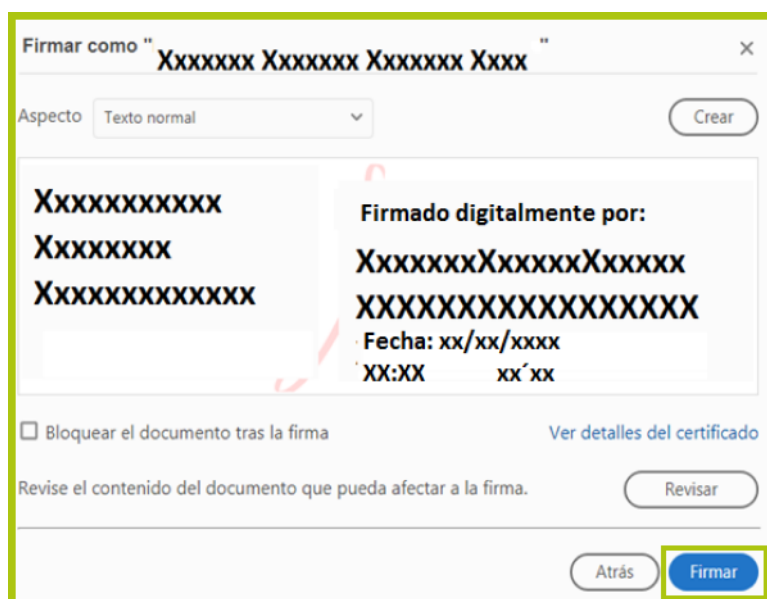 Firmar como "Xxxxxxx Xxxxxxx Xxxxxxx Xxxx"
Aspecto Texto normal Crear
Xxxxxxxxxxx
Xxxxxxxx
Xxxxxxxxxxxxx
Firmado digitalmente por:
XxxxxxxXxxxxxXxxxxx
XXXXXXXXXXXXXXXXX
Fecha: xx/xx/xxxx
XX:XX xx´xx
Bloquear el documento tras la firma Ver detalles del certificado
Revise el contenido del documento que pueda afectar a la firma. Revisar
Atrás Firmar